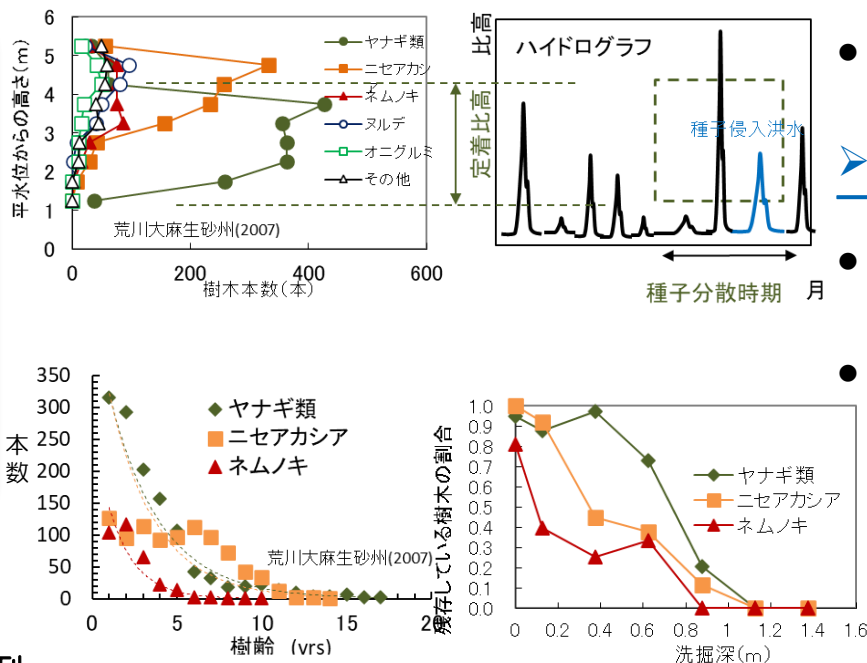 6
5
4
3
2
1
0
平水位からの高さ(m)
0
200
400
600
樹木本数(本)
ヤナギ類
ニセアカシ
ネムノキ
ヌルデ
オニグルミ
その他
荒川大麻生砂州(2007)
定着比高
比高
ハイドログラフ
種子侵入洪水
種子分散時期
月
350
300
250
200
150
100
50
0
本数
0
5
10
15
20
樹齢 (yrs)
ヤナギ類
ニセアカシア
ネムノキ
荒川大麻生砂州(2007)
1.0
0.9
0.8
0.7
0.6
0.5
0.4
0.3
0.2
0.1
0.0
残存している樹木の割合
0
0.2
0.4
0.6
0.8
1.0
1.2
1.4
1.6
洗掘深(m)
ヤナギ類
ニセアカシア
ネムノキ